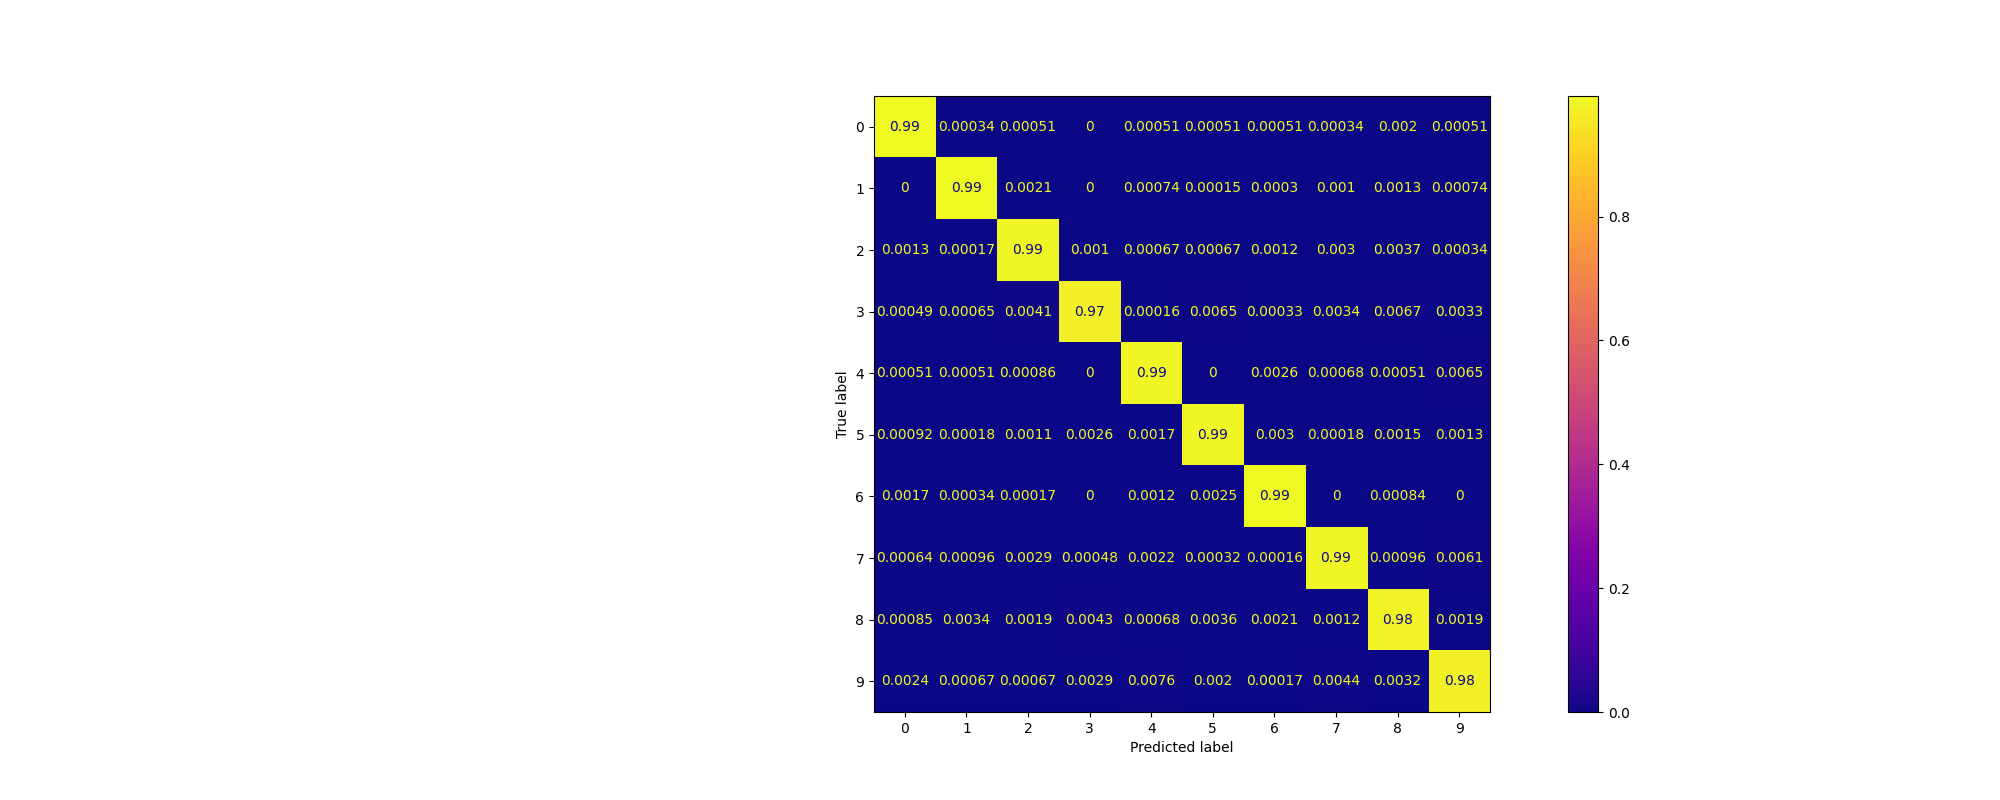 0 0.99 0.00034 0.00051 0 0.00051 0.00051 0.00051 0.00034 0.002 0.00051
1 0 0.99 0.0021 0 0.00074 0.00015 0.0003 0.001 0.0013 0.00074
0.8
2 0.0013 0.00017 0.99 0.001 0.00067 0.00067 0.0012 0.003 0.0037 0.00034
3 0.00049 0.00065 0.0041 0.97 0.00016 0.0065 0.00033 0.0034 0.0067 0.0033
0.6
4 0.00051 0.00051 0.00086 0 0.99 0 0.0026 0.00068 0.00051 0.0065
True label
5 0.00092 0.00018 0.0011 0.0026 0.0017 0.99 0.003 0.00018 0.0015 0.0013
0.4
6 0.0017 0.00034 0.00017 0 0.0012 0.0025 0.99 0 0.00084 0
7 0.00064 0.00096 0.0029 0.00048 0.0022 0.00032 0.00016 0.99 0.00096 0.0061
0.2
8 0.00085 0.0034 0.0019 0.0043 0.00068 0.0036 0.0021 0.0012 0.98 0.0019
9 0.0024 0.00067 0.00067 0.0029 0.0076 0.002 0.00017 0.0044 0.0032 0.98
0.0
0 1 2 3 4 5 6 7 8 9
Predicted label